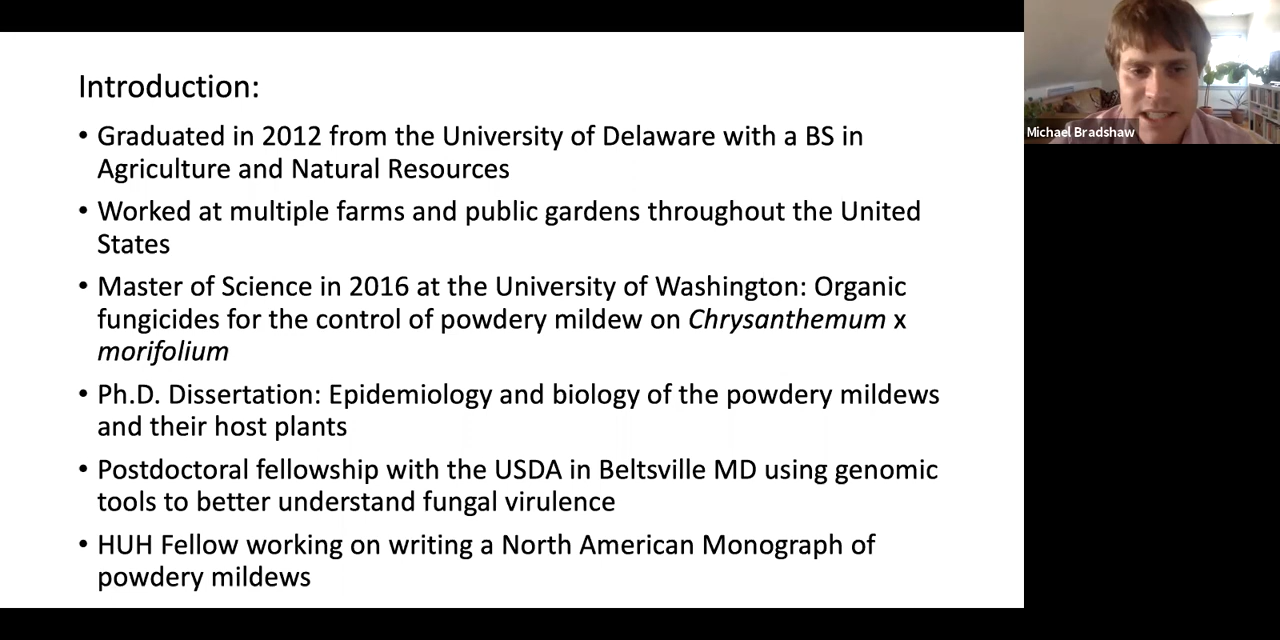 Introduction:
• Graduated in 2012 from the University of Delaware with a BS in
Agriculture and Natural Resources
• Worked at multiple farms and public gardens throughout the United
States
• Master of Science in 2016 at the University of Washington: Organic
fungicides for the control of powdery mildew on Chrysanthemum x
morifolium
• Ph.D. Dissertation: Epidemiology and biology of the powdery mildews
and their host plants
• Postdoctoral fellowship with the USDA in Beltsville MD using genomic
tools to better understand fungal virulence
• HUH Fellow working on writing a North American Monograph of
powdery mildews
Michael Bradshaw